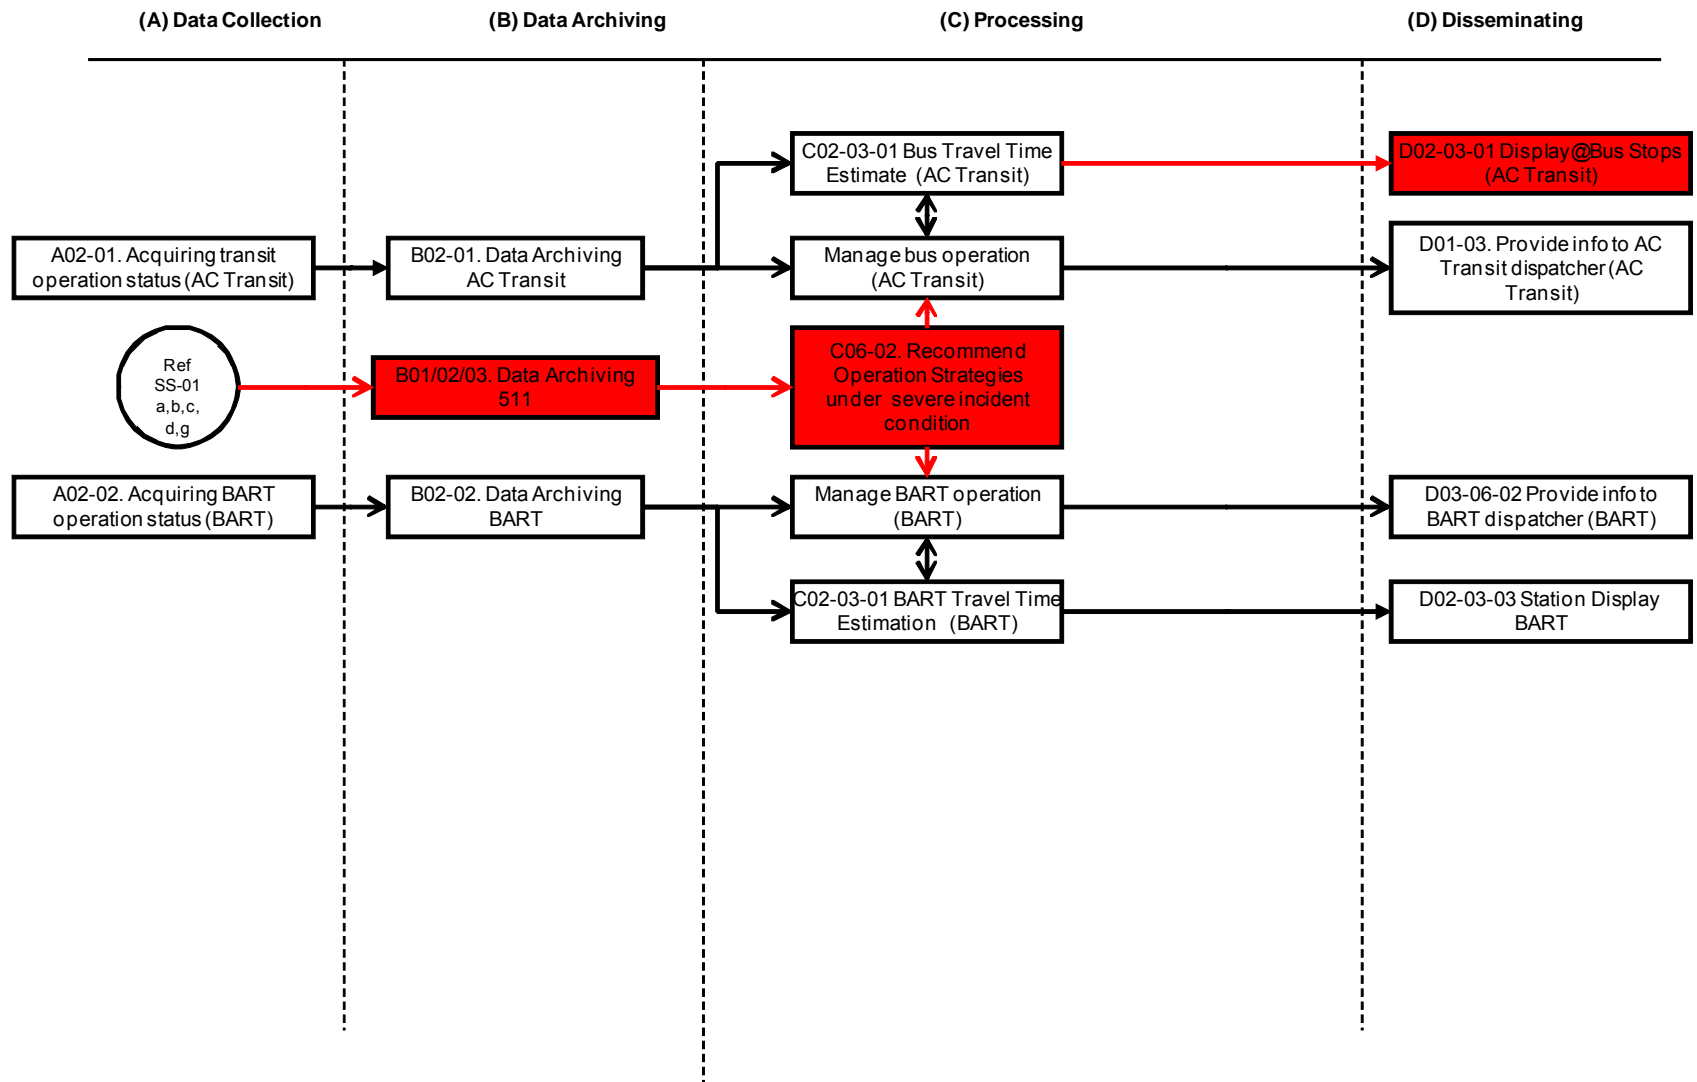 (A) Data Collection
(B) Data Archiving
(C) Processing
(D) Disseminating
C02-03-01 Bus Travel Time
Estimate (AC Transit)
D02-03-01 Display@Bus Stops
(AC Transit)
A02-01. Acquiring transit
operation status (AC Transit)
B02-01. Data Archiving
AC Transit
Manage bus operation
(AC Transit)
D01-03. Provide info to AC
Transit dispatcher (AC
Transit)
Ref
SS-01
a,b,c,
d,g
B01/02/03. Data Archiving
511
C06-02. Recommend
Operation Strategies
under severe incident
condition
A02-02. Acquiring BART
operation status (BART)
B02-02. Data Archiving
BART
Manage BART operation
(BART)
D03-06-02 Provide info to
BART dispatcher (BART)
C02-03-01 BART Travel Time
Estimation (BART)
D02-03-03 Station Display
BART